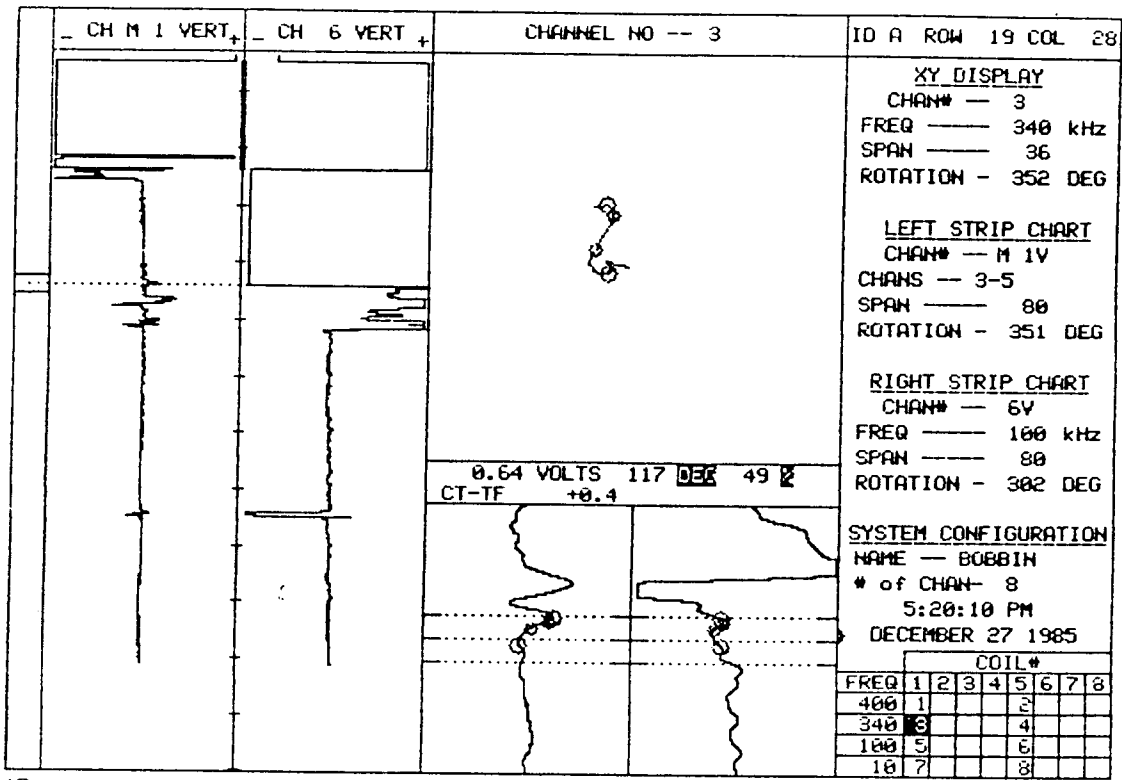 _ CH M 1 VERT +
_ CH 6 VERT +
CHANNEL NO -- 3
ID A ROW 19 COL 28
XY DISPLAY
CHAN# — 3
FREQ —— 340 kHz
SPAN —— 36
ROTATION - 352 DEG
LEFT STRIP CHART
CHAN# — M 1V
CHANS -- 3-5
SPAN —— 80
ROTATION - 351 DEG
RIGHT STRIP CHART
CHAN# — 6V
FREQ —— 100 kHz
SPAN —— 80
ROTATION - 302 DEG
0.64 VOLTS 117 DEG 49 %
CT-TF +0.4
SYSTEM CONFIGURATION
NAME — BOBBIN
# of CHAN- 8
5:20:10 PM
DECEMBER 27 1985
COIL#
FREQ 1 2 3 4 5 6 7 8
400 1 2
340 3 4
100 5 6
10 7 8